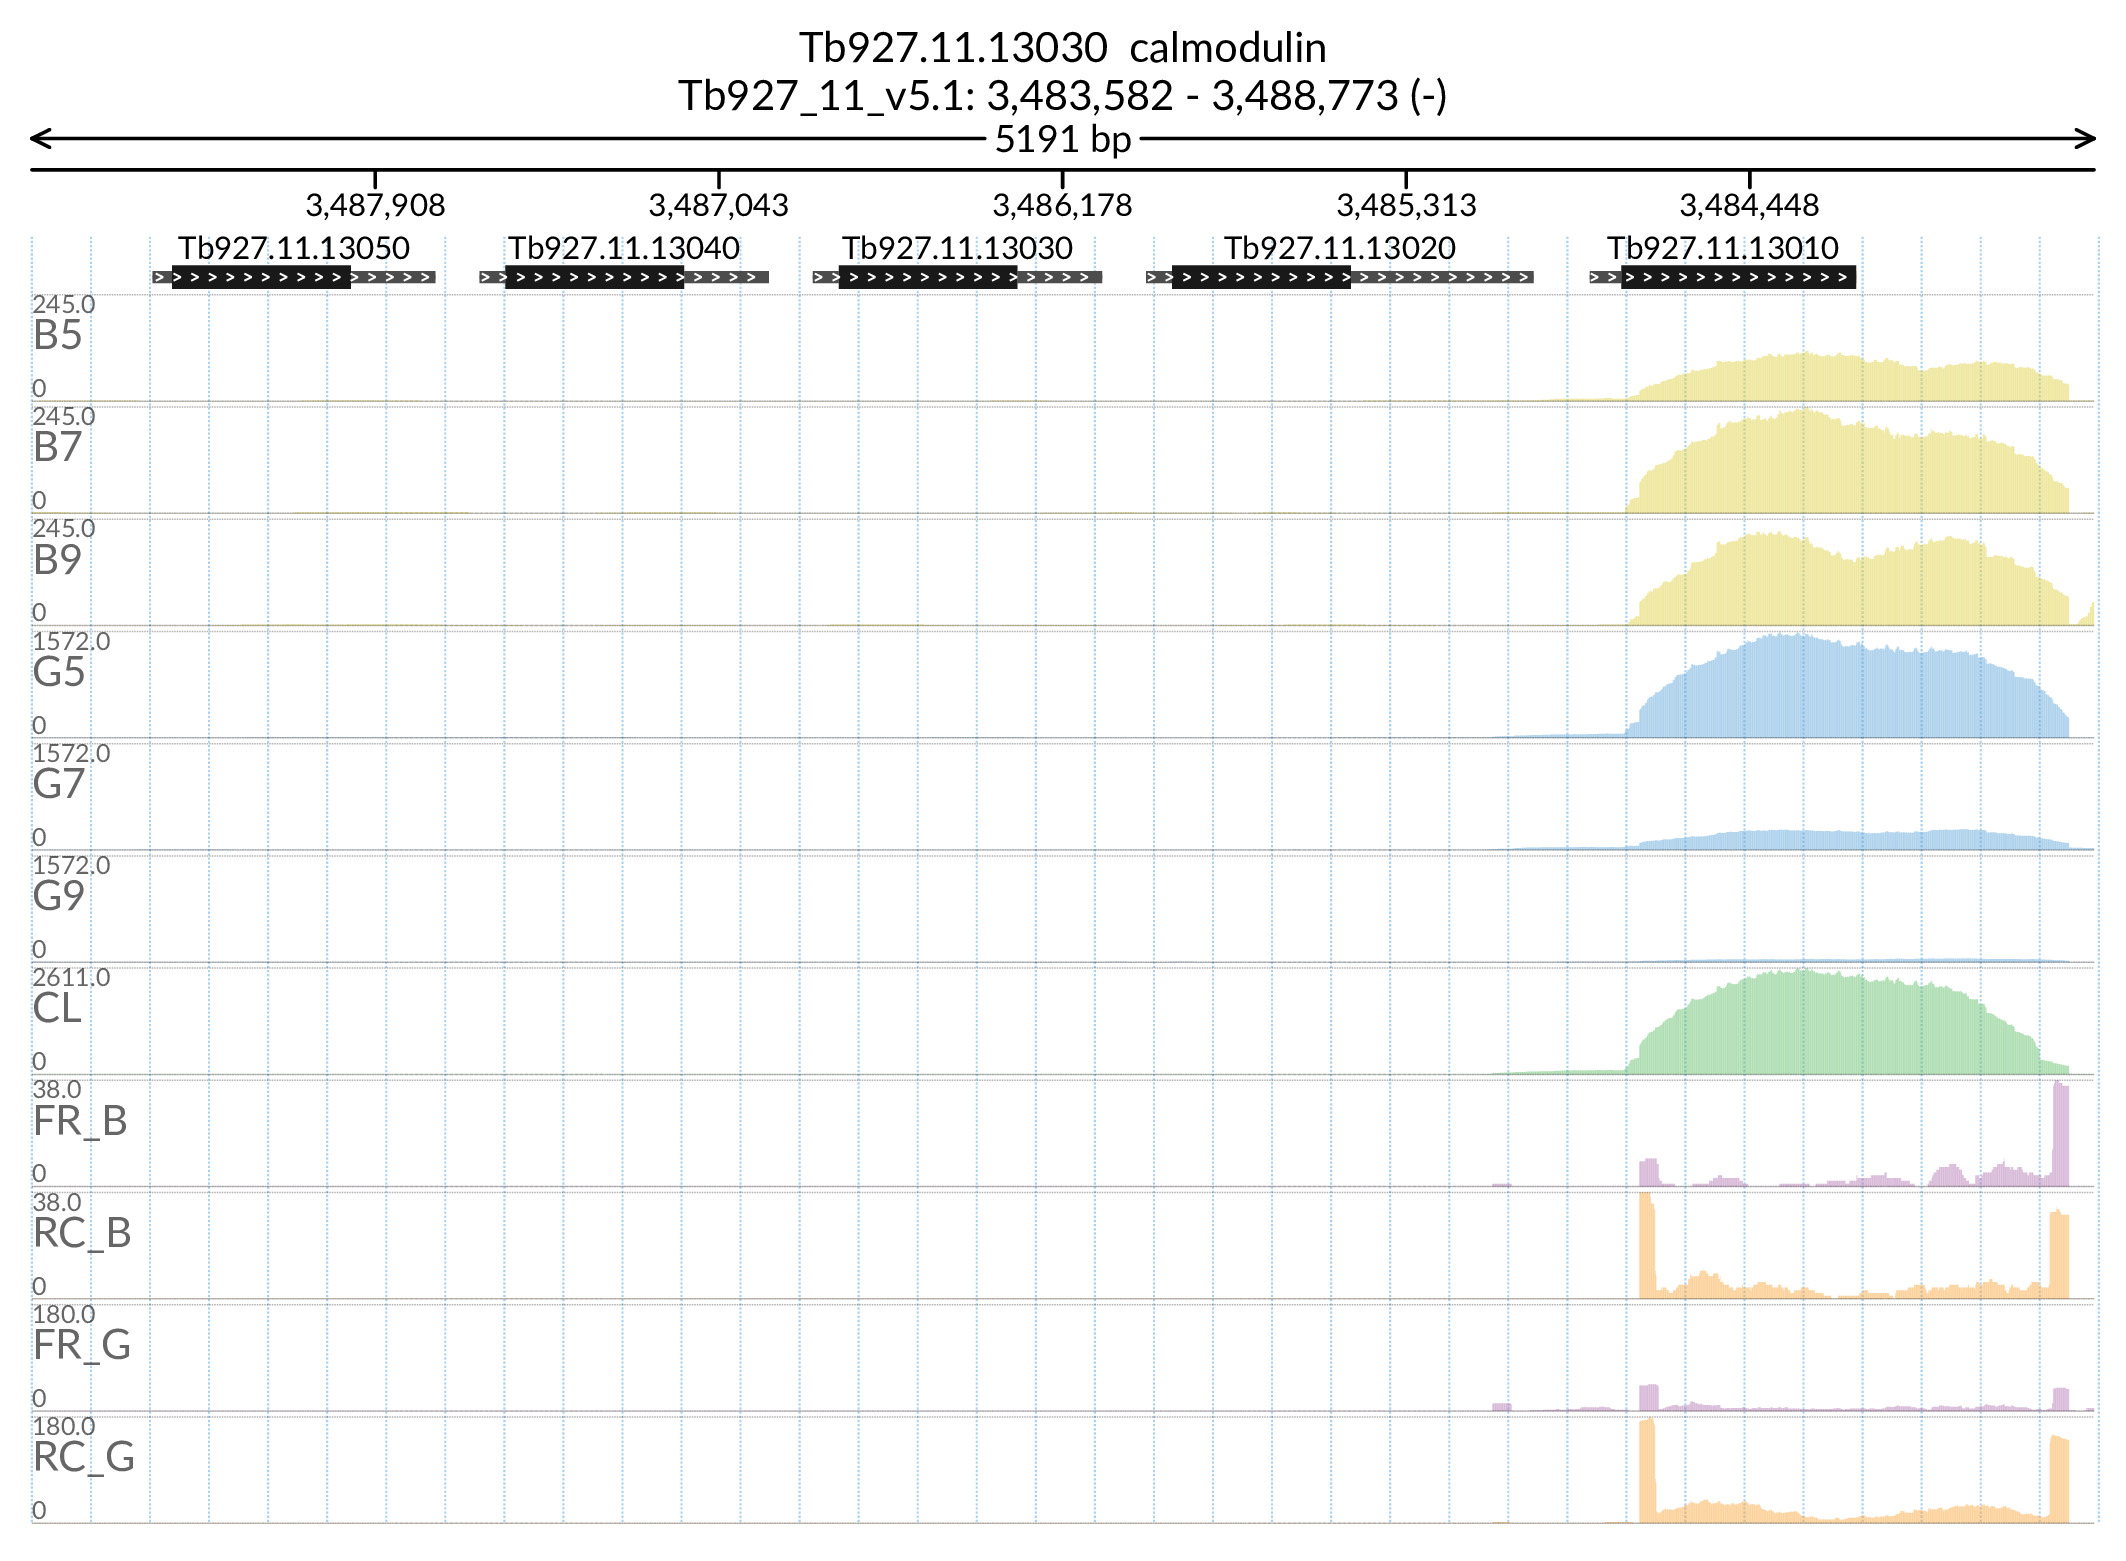 Tb927.11.13030 calmodulin
Tb927_11_v5.1: 3,483,582 - 3,488,773 (-)
5191 bp
3,487,908 3,487,043 3,486,178 3,485,313 3,484,448
Tb927.11.13050 Tb927.11.13040 Tb927.11.13030 Tb927.11.13020 Tb927.11.13010
245.0
B5
0
245.0
B7
0
245.0
B9
0
1572.0
G5
0
1572.0
G7
0
1572.0
G9
0
2611.0
CL
0
38.0
FR_B
0
38.0
RC_B
0
180.0
FR_G
0
180.0
RC_G
0